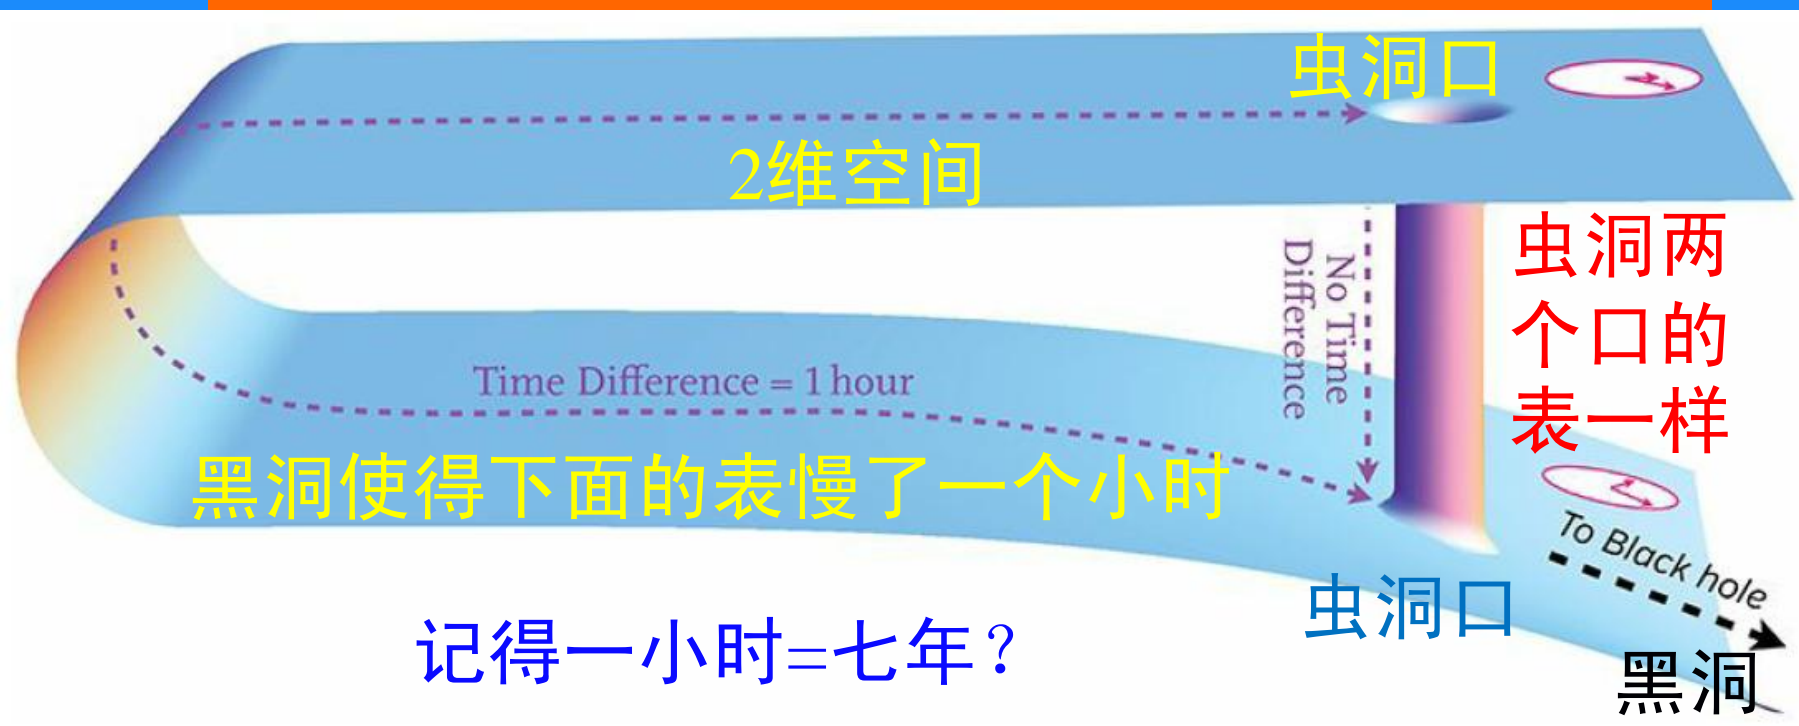 虫洞口
2维空间
虫洞两
个口的
表一样
No Time
Difference
Time Difference = 1 hour
黑洞使得下面的表慢了一个小时
To Black hole
虫洞口
记得一小时=七年？
黑洞